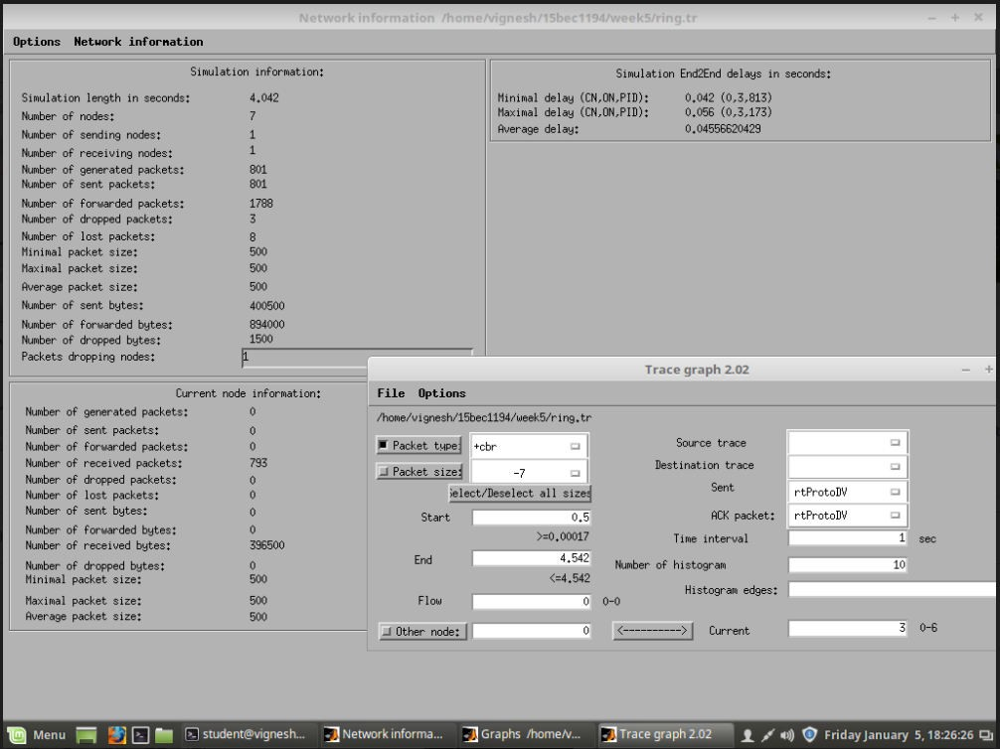 Network information /home/vignesh/15bec1194/week5/ring.tr
Options Network information
Simulation information:
Simulation length in seconds: 4.042
Number of nodes: 7
Number of sending nodes: 1
Number of receiving nodes: 1
Number of generated packets: 801
Number of sent packets: 801
Number of forwarded packets: 1788
Number of dropped packets: 3
Number of lost packets: 8
Minimal packet size: 500
Maximal packet size: 500
Average packet size: 500
Number of sent bytes: 400500
Number of forwarded bytes: 894000
Number of dropped bytes: 1500
Packets dropping nodes: 1
Simulation End2End delays in seconds:
Minimal delay (CN,ON,PID): 0.042 (0,3,813)
Maximal delay (CN,ON,PID): 0.056 (0,3,173)
Average delay: 0.04556620429
Current node information:
Number of generated packets: 0
Number of sent packets: 0
Number of forwarded packets: 0
Number of received packets: 793
Number of dropped packets: 0
Number of lost packets: 0
Number of sent bytes: 0
Number of forwarded bytes: 0
Number of received bytes: 396500
Number of dropped bytes: 0
Minimal packet size: 500
Maximal packet size: 500
Average packet size: 500
Trace graph 2.02
File Options
/home/vignesh/15bec1194/week5/ring.tr
Packet type: +cbr
Packet size: -7
Select/Deselect all sizes
Start 0.5
>=0.00017
End 4.542
<=4.542
Flow 0 0-0
Other node: 0
Source trace
Destination trace
Sent rtProtoDV
ACK packet: rtProtoDV
Time interval 1 sec
Number of histogram 10
Histogram edges:
<---------->
Current 3 0-6
Menu
student@vignesh...
Network informa...
Graphs /home/v...
Trace graph 2.02
Friday January 5, 18:26:26